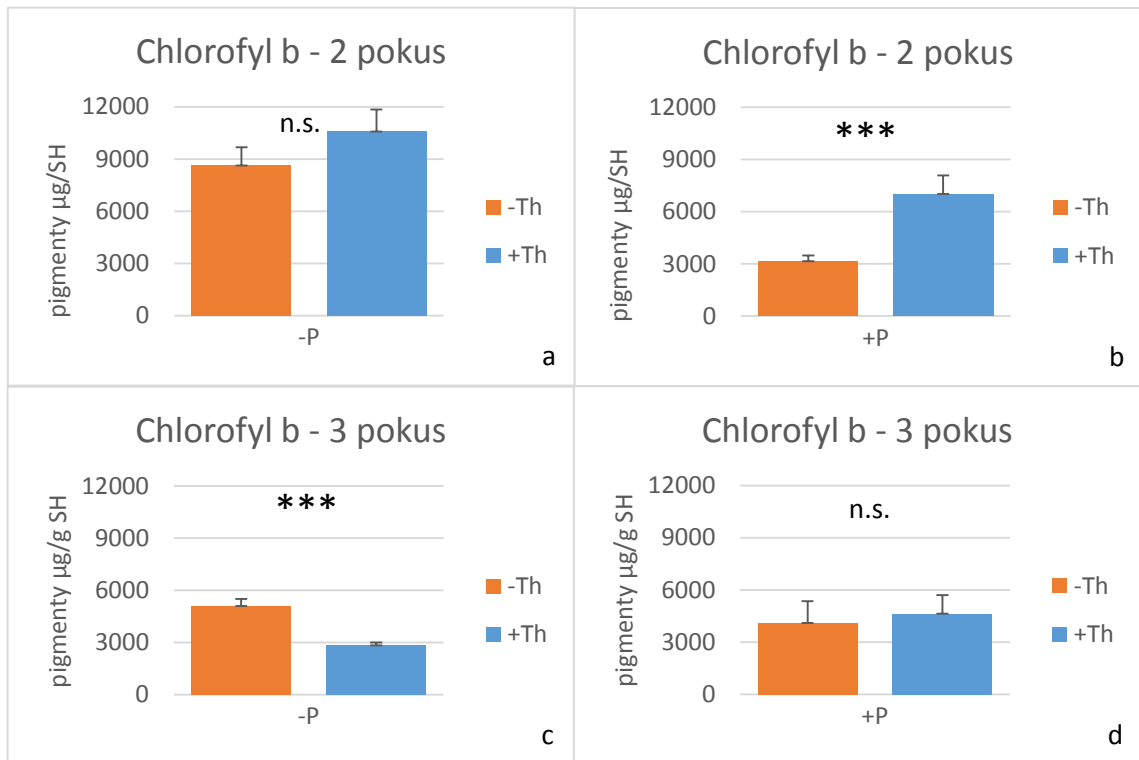 Chlorofyl b - 2 pokus
pigmenty µg/SH
12000
9000
6000
3000
0
n.s.
-P
-Th
+Th
a
Chlorofyl b - 2 pokus
pigmenty µg/SH
12000
9000
6000
3000
0
***
+P
-Th
+Th
b
Chlorofyl b - 3 pokus
pigmenty µg/g SH
12000
9000
6000
3000
0
***
-P
-Th
+Th
c
Chlorofyl b - 3 pokus
pigmenty µg/g SH
12000
9000
6000
3000
0
n.s.
+P
-Th
+Th
d